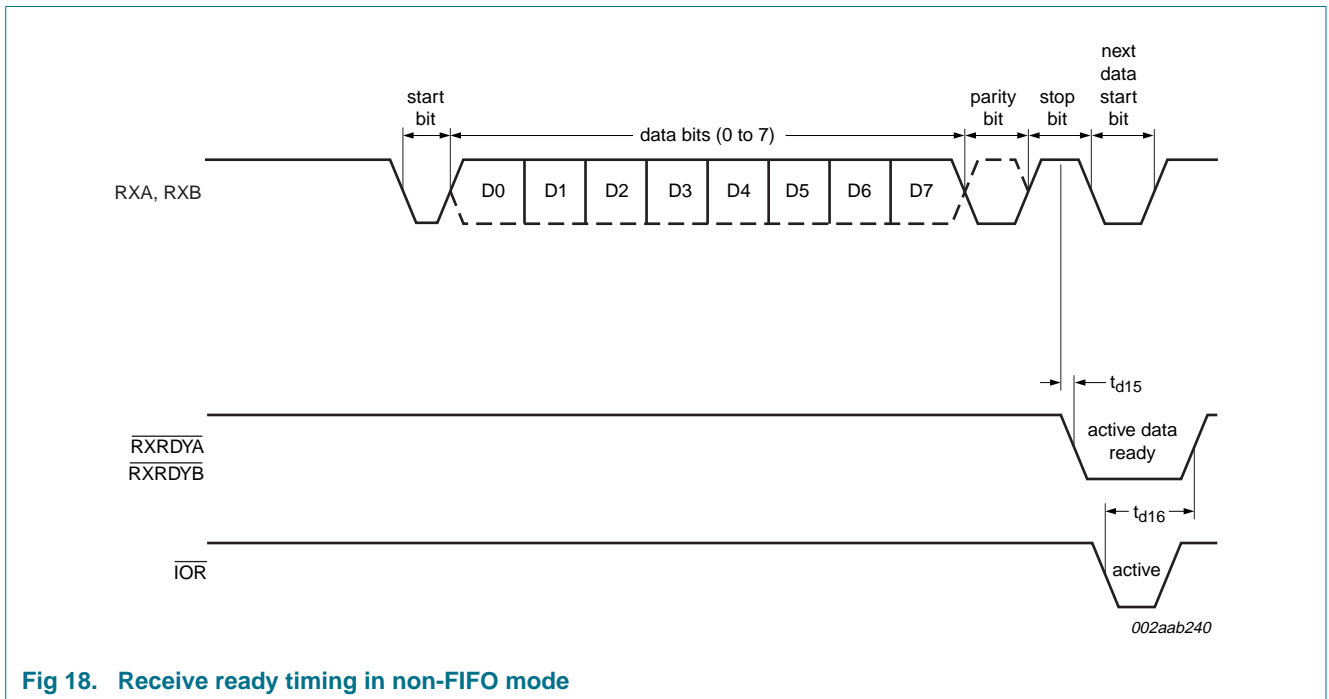 next
data
start
bit
start
bit
parity
bit
stop
bit
data bits (0 to 7)
RXA, RXB
D0 D1 D2 D3 D4 D5 D6 D7
td15
RXRDYA
RXRDYB
active data
ready
td16
IOR
active
002aab240
Fig 18. Receive ready timing in non-FIFO mode